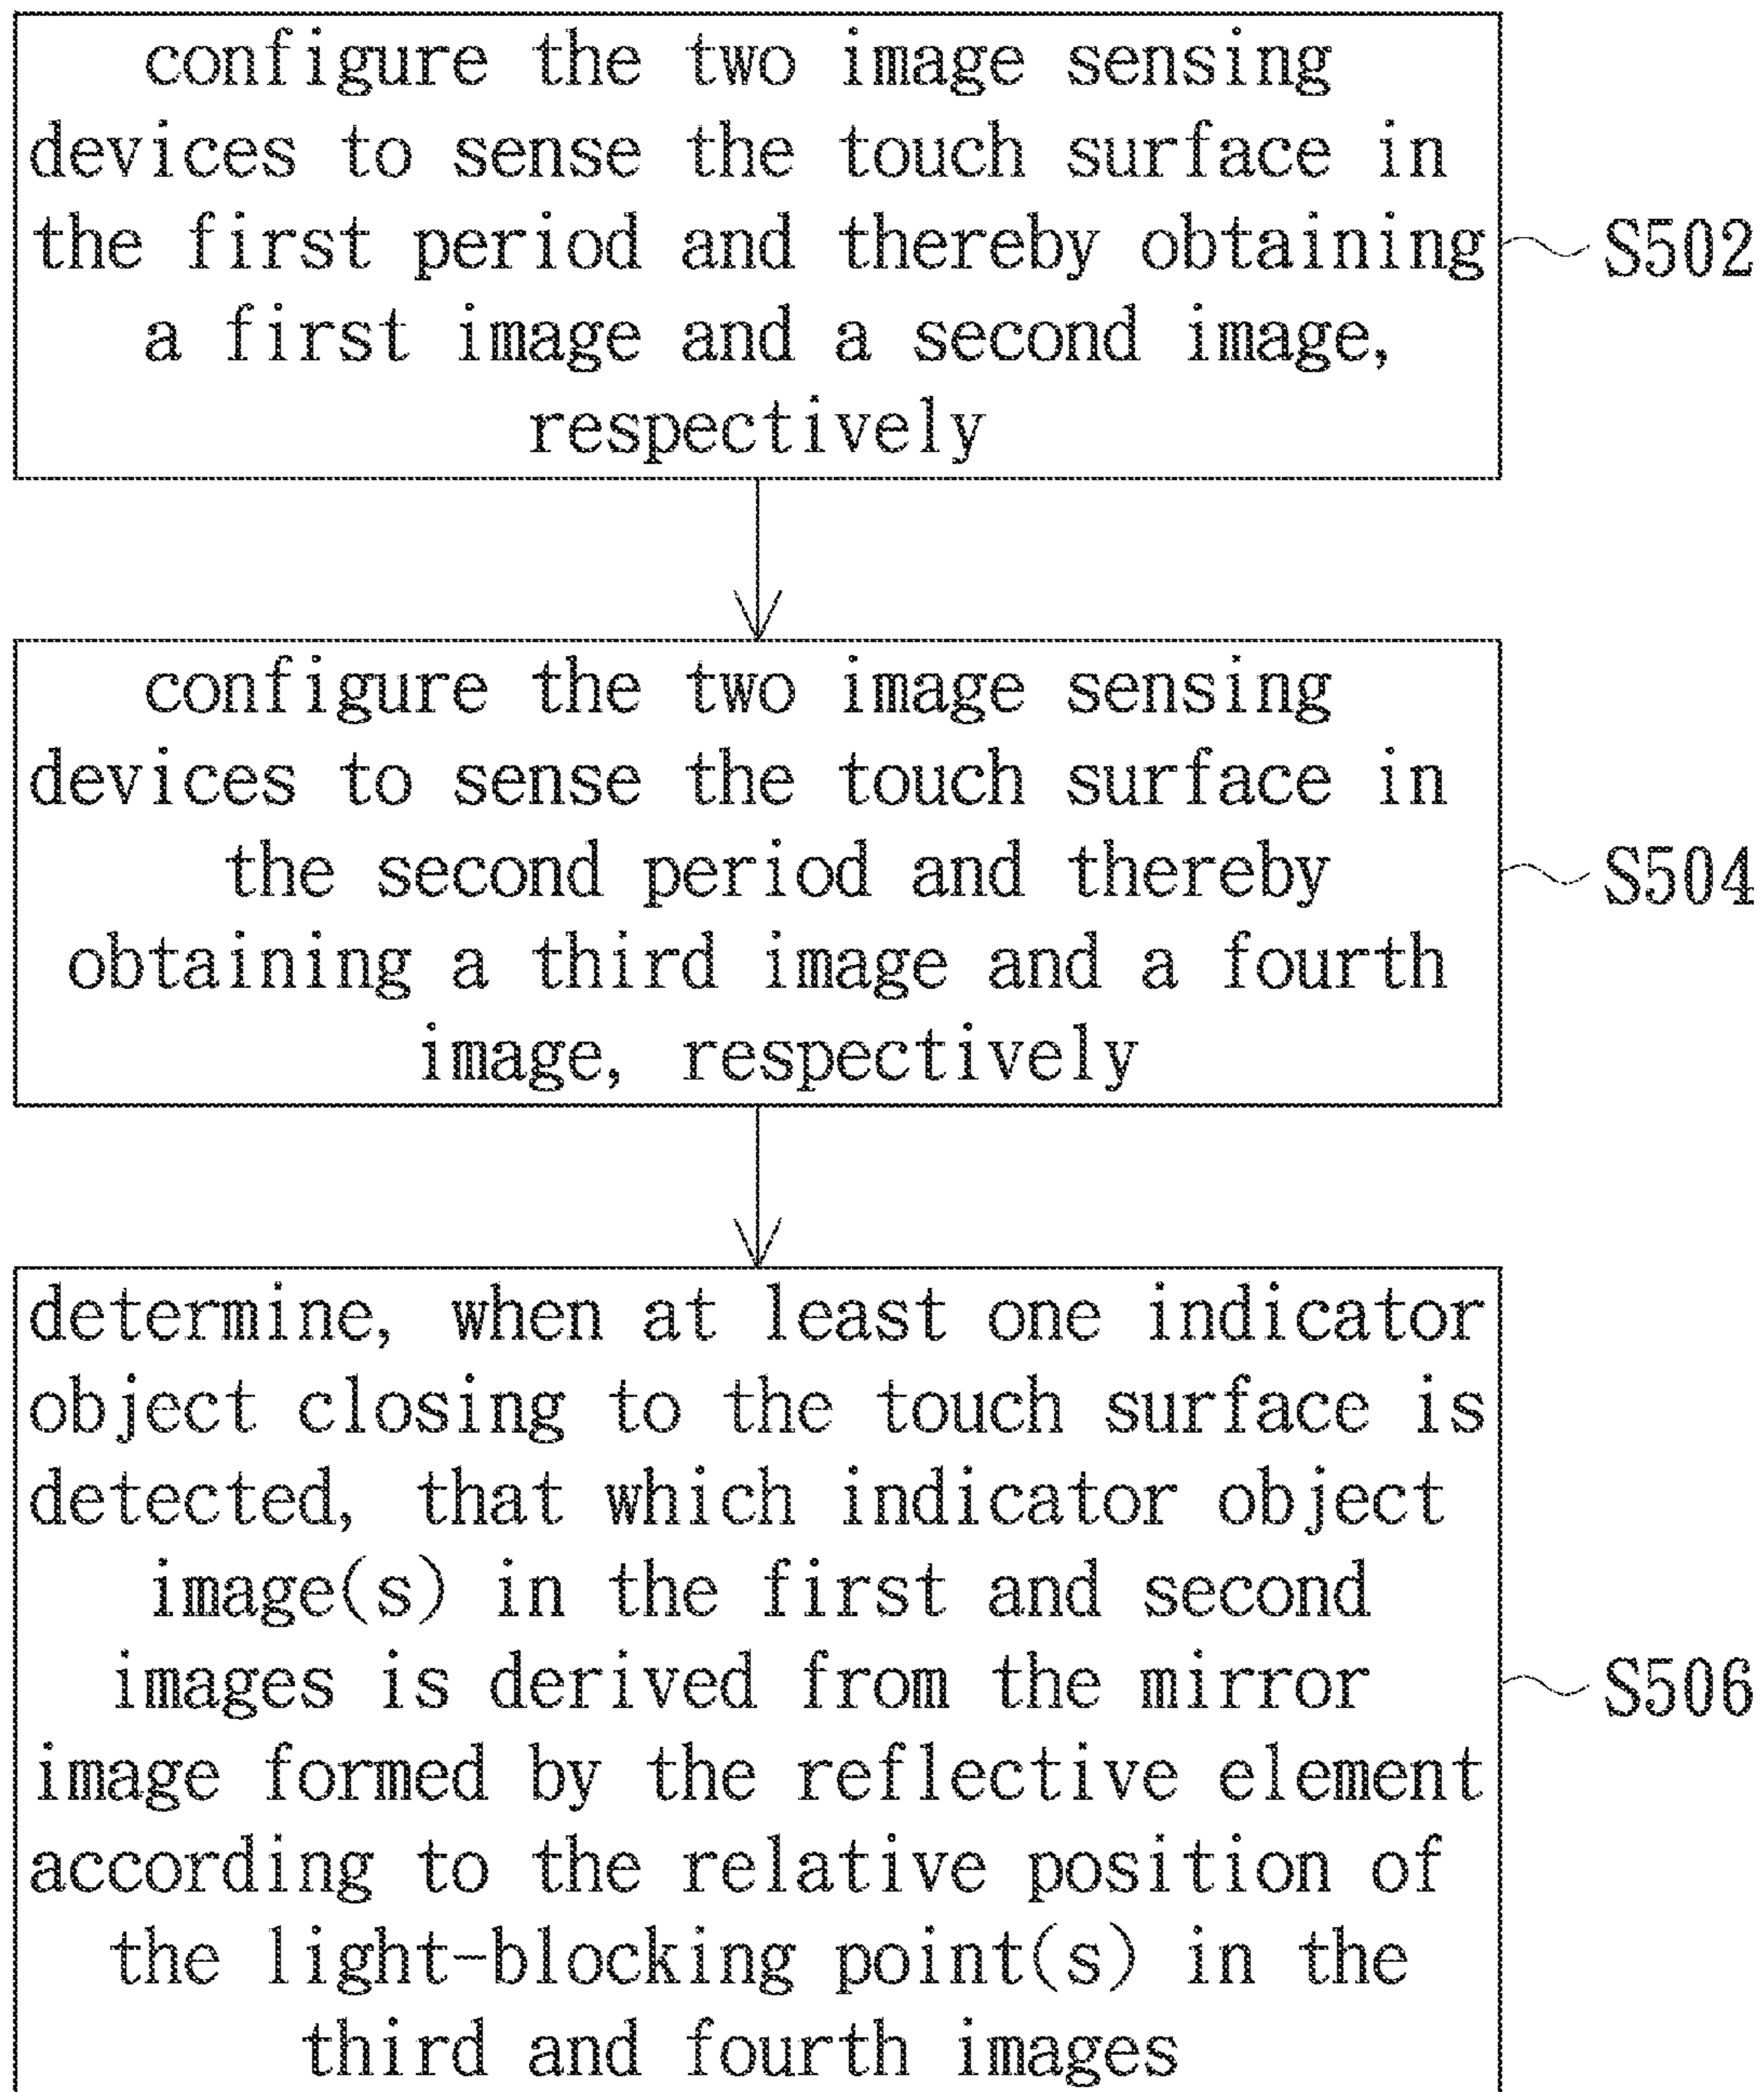 configure the two image sensing
devices to sense the touch surface in
the first period and thereby obtaining
a first image and a second image,
respectively
S502
configure the two image sensing
devices to sense the touch surface in
the second period and thereby
obtaining a third image and a fourth
image, respectively
S504
determine, when at least one indicator
object closing to the touch surface is
detected, that which indicator object
image(s) in the first and second
images is derived from the mirror
image formed by the reflective element
according to the relative position of
the light-blocking point(s) in the
third and fourth images
S506